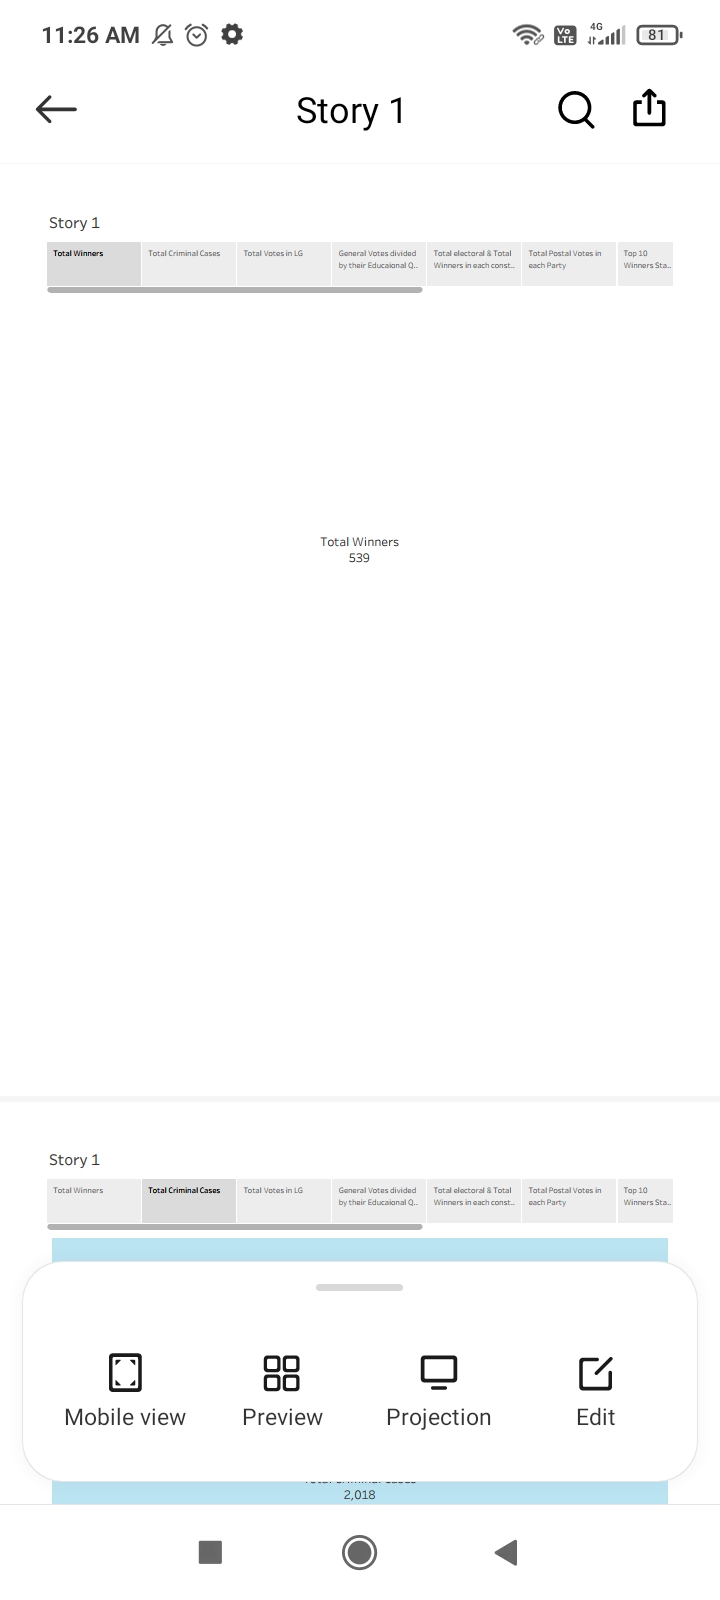 11:26 AM
Vo
LTE
4G
81
Story 1
Story 1
Total Winners
Total Criminal Cases
Total Votes in LG
General Votes divided
by their Educaional Q..
Total electoral & Total
Winners in each const...
Total Postal Votes in
each Party
Top 10
Winners Sta..
Total Winners
539
Story 1
Total Winners
Total Criminal Cases
Total Votes in LG
General Votes divided
by their Educaional Q..
Total electoral & Total
Winners in each const...
Total Postal Votes in
each Party
Top 10
Winners Sta..
Mobile view
Preview
Projection
Edit
2,018